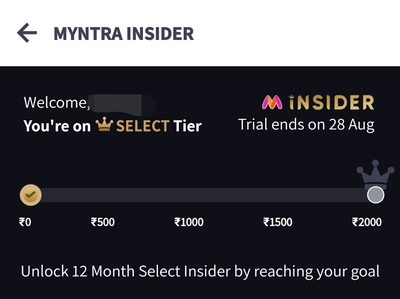 MYNTRA INSIDER
Welcome,
INSIDER
You're on SELECT Tier
Trial ends on 28 Aug
₹0 ₹500 ₹1000 ₹1500 ₹2000
Unlock 12 Month Select Insider by reaching your goal